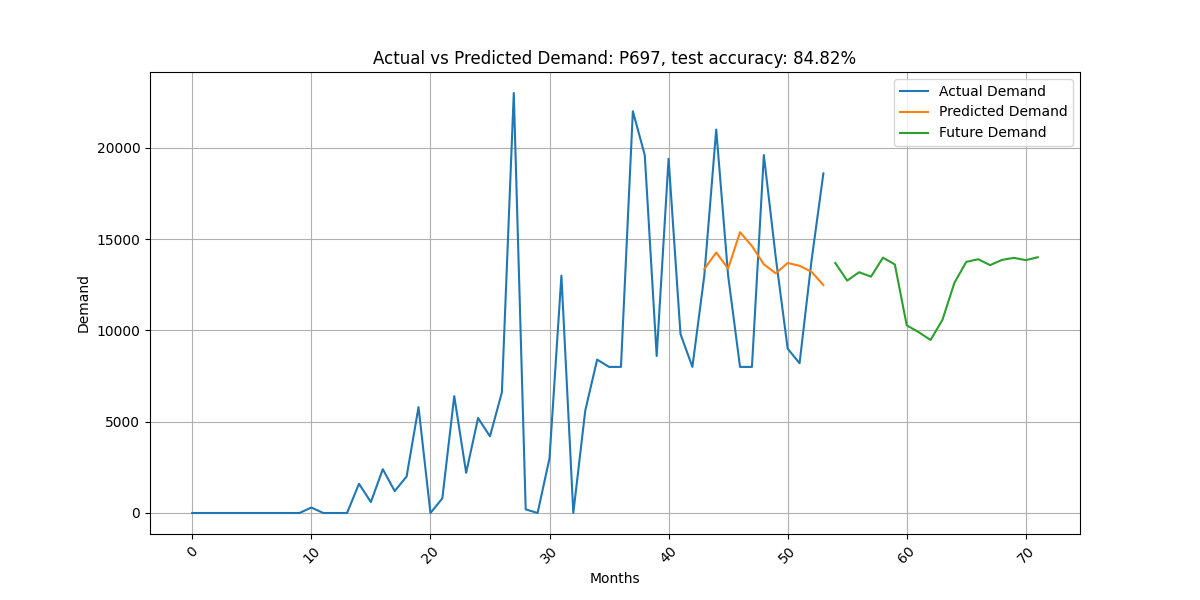 Actual vs Predicted Demand: P697, test accuracy: 84.82%
Actual Demand
Predicted Demand
Future Demand
20000
15000
10000
5000
0
Demand
0
10
20
30
40
50
60
70
Months